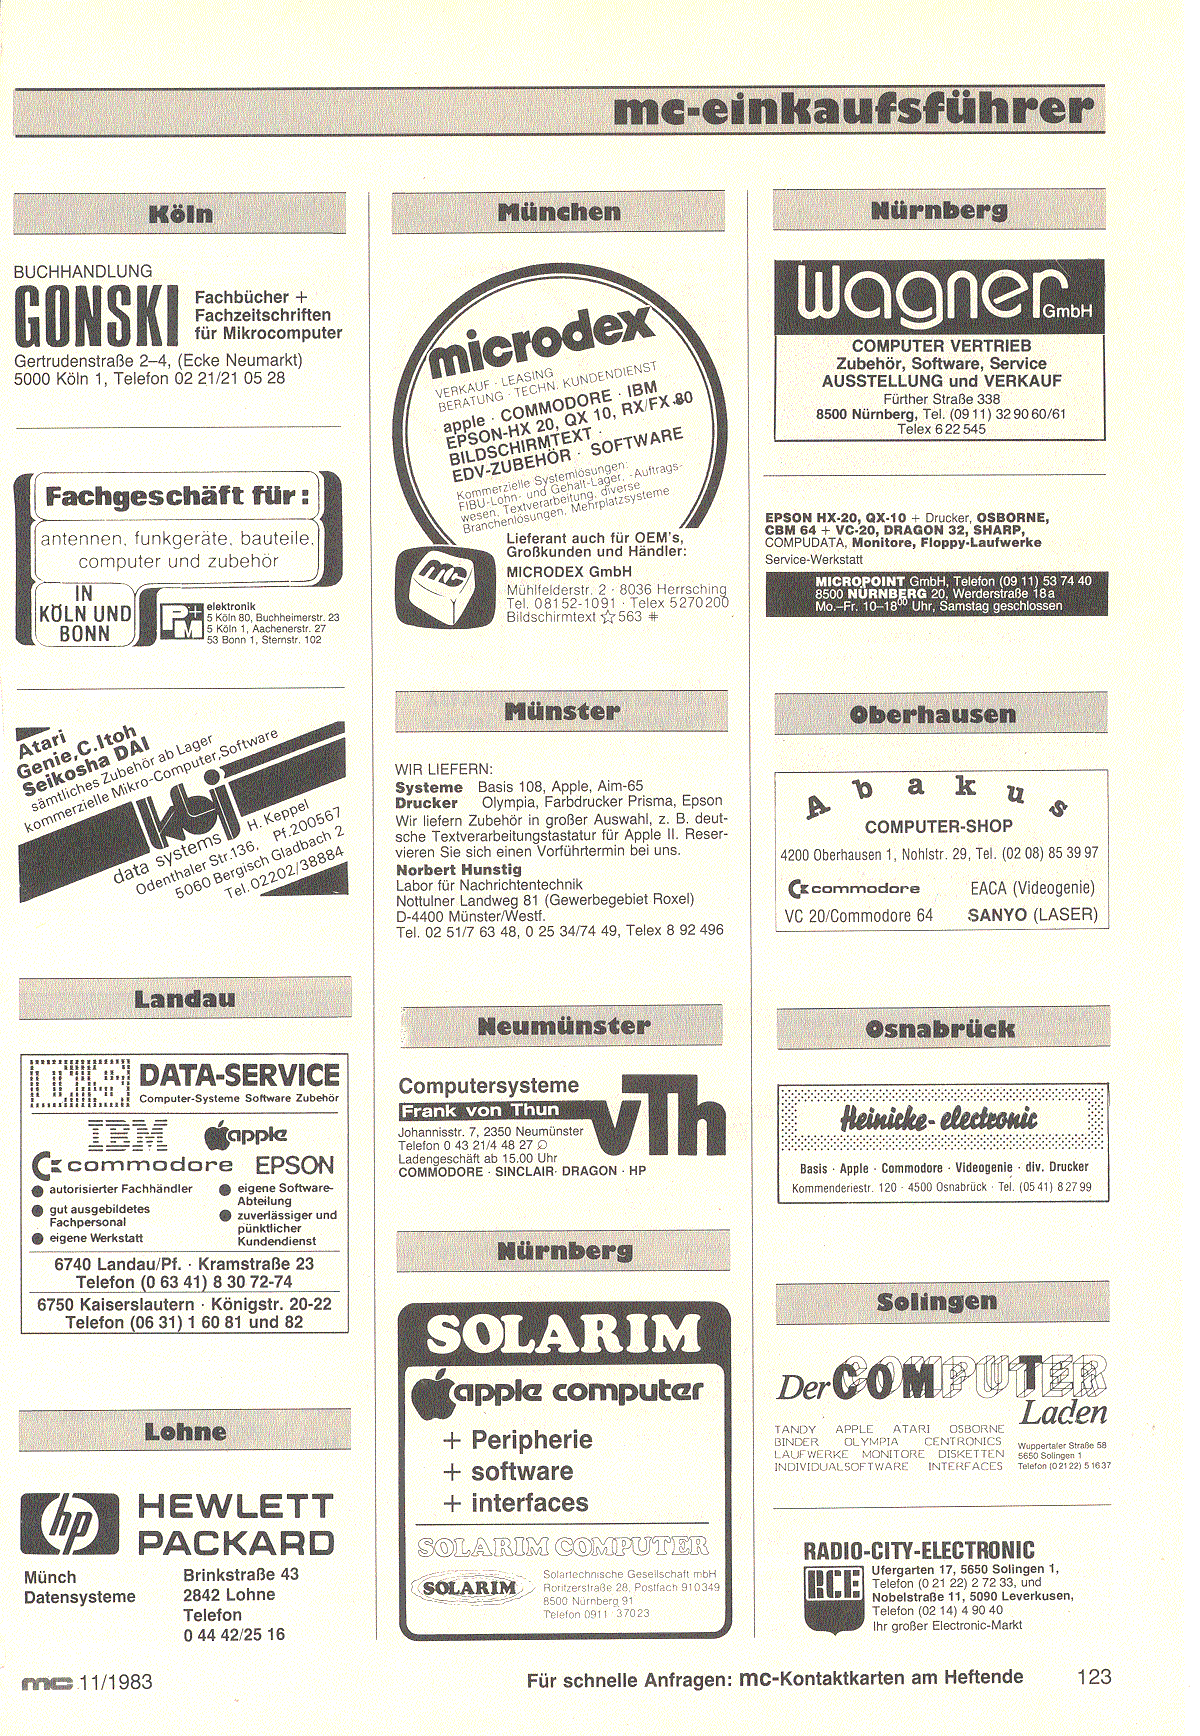 mc-einkaufsführer
Köln
BUCHHANDLUNG
GONSKI
Fachbücher +
Fachzeitschriften
für Mikrocomputer
Gertrudenstraße 2–4, (Ecke Neumarkt)
5000 Köln 1, Telefon 02 21/21 05 28
Fachgeschäft für:
antennen, funkgeräte, bauteile,
computer und zubehör
IN
KÖLN UND
BONN
P+M
elektronik
5 Köln 80, Buchheimerstr. 23
5 Köln 1, Aachenerstr. 27
53 Bonn 1, Sternstr. 102
Atari
Genie, C.Itoh
Seikosha DAI
sämtliches Zubehör ab Lager
kommerzielle Mikro-Computer, Software
kbj
data systems H. Keppel
Odenthaler Str. 136, Pf. 200567
5060 Bergisch Gladbach 2
Tel. 02202/38884
Landau
DATA-SERVICE
Computer-Systeme Software Zubehör
IBM apple
commodore EPSON
● autorisierter Fachhändler
● gut ausgebildetes
Fachpersonal
● eigene Werkstatt
● eigene Software-
Abteilung
● zuverlässiger und
pünktlicher
Kundendienst
6740 Landau/Pf. · Kramstraße 23
Telefon (0 63 41) 8 30 72-74
6750 Kaiserslautern · Königstr. 20-22
Telefon (06 31) 1 60 81 und 82
Lohne
hp
HEWLETT
PACKARD
Münch
Datensysteme
Brinkstraße 43
2842 Lohne
Telefon
0 44 42/25 16
München
microdex
VERKAUF - LEASING
BERATUNG - TECHN. KUNDENDIENST
apple · COMMODORE · IBM
EPSON-HX 20, QX 10, RX/FX 80
BILDSCHIRMTEXT ·
EDV-ZUBEHÖR · SOFTWARE
Kommerzielle Systemlösungen:
FIBU-Lohn- und Gehalt-Lager, -Auftrags-
wesen, Textverarbeitung, diverse
Branchenlösungen, Mehrplatzsysteme
Lieferant auch für OEM's,
Großkunden und Händler:
mc
MICRODEX GmbH
Mühlfelderstr. 2 · 8036 Herrsching
Tel. 08152-1091 · Telex 5270200
Bildschirmtext ☆ 563 #
Münster
WIR LIEFERN:
Systeme Basis 108, Apple, Aim-65
Drucker Olympia, Farbdrucker Prisma, Epson
Wir liefern Zubehör in großer Auswahl, z. B. deut-
sche Textverarbeitungstastatur für Apple II. Reser-
vieren Sie sich einen Vorführtermin bei uns.
Norbert Hunstig
Labor für Nachrichtentechnik
Nottulner Landweg 81 (Gewerbegebiet Roxel)
D-4400 Münster/Westf.
Tel. 02 51/7 63 48, 0 25 34/74 49, Telex 8 92 496
Neumünster
Computersysteme
Frank von Thun
vTh
Johannisstr. 7, 2350 Neumünster
Telefon 0 43 21/4 48 27
Ladengeschäft ab 15.00 Uhr
COMMODORE · SINCLAIR · DRAGON · HP
Nürnberg
SOLARIM
apple computer
+ Peripherie
+ software
+ interfaces
SOLARIM COMPUTER
SOLARIM
Solartechnische Gesellschaft mbH
Roritzerstraße 28, Postfach 910349
8500 Nürnberg 91
Telefon 0911 37023
Nürnberg
wagner
GmbH
COMPUTER VERTRIEB
Zubehör, Software, Service
AUSSTELLUNG und VERKAUF
Fürther Straße 338
8500 Nürnberg, Tel. (09 11) 32 90 60/61
Telex 6 22 545
EPSON HX-20, QX-10 + Drucker, OSBORNE,
CBM 64 + VC-20, DRAGON 32, SHARP,
COMPUDATA, Monitore, Floppy-Laufwerke
Service-Werkstatt
MICROPOINT GmbH, Telefon (09 11) 53 74 40
8500 NÜRNBERG 20, Werderstraße 18a
Mo.–Fr. 10–18⁰⁰ Uhr, Samstag geschlossen
Oberhausen
Abakus
COMPUTER-SHOP
4200 Oberhausen 1, Nohlstr. 29, Tel. (02 08) 85 39 97
commodore EACA (Videogenie)
VC 20/Commodore 64 SANYO (LASER)
Osnabrück
Heinicke-electronic
Basis · Apple · Commodore · Videogenie · div. Drucker
Kommenderiestr. 120 · 4500 Osnabrück · Tel. (05 41) 8 27 99
Solingen
Der COMPUTER
Laden
TANDY APPLE ATARI OSBORNE
BINDER OLYMPIA CENTRONICS
LAUFWERKE MONITORE DISKETTEN
INDIVIDUALSOFTWARE INTERFACES
Wuppertaler Straße 58
5650 Solingen 1
Telefon (0 21 22) 5 16 37
RADIO-CITY-ELECTRONIC
RCE
Ufergarten 17, 5650 Solingen 1,
Telefon (0 21 22) 2 72 33, und
Nobelstraße 11, 5090 Leverkusen,
Telefon (02 14) 4 90 40
Ihr großer Electronic-Markt
mc 11/1983
Für schnelle Anfragen: mc-Kontaktkarten am Heftende
123